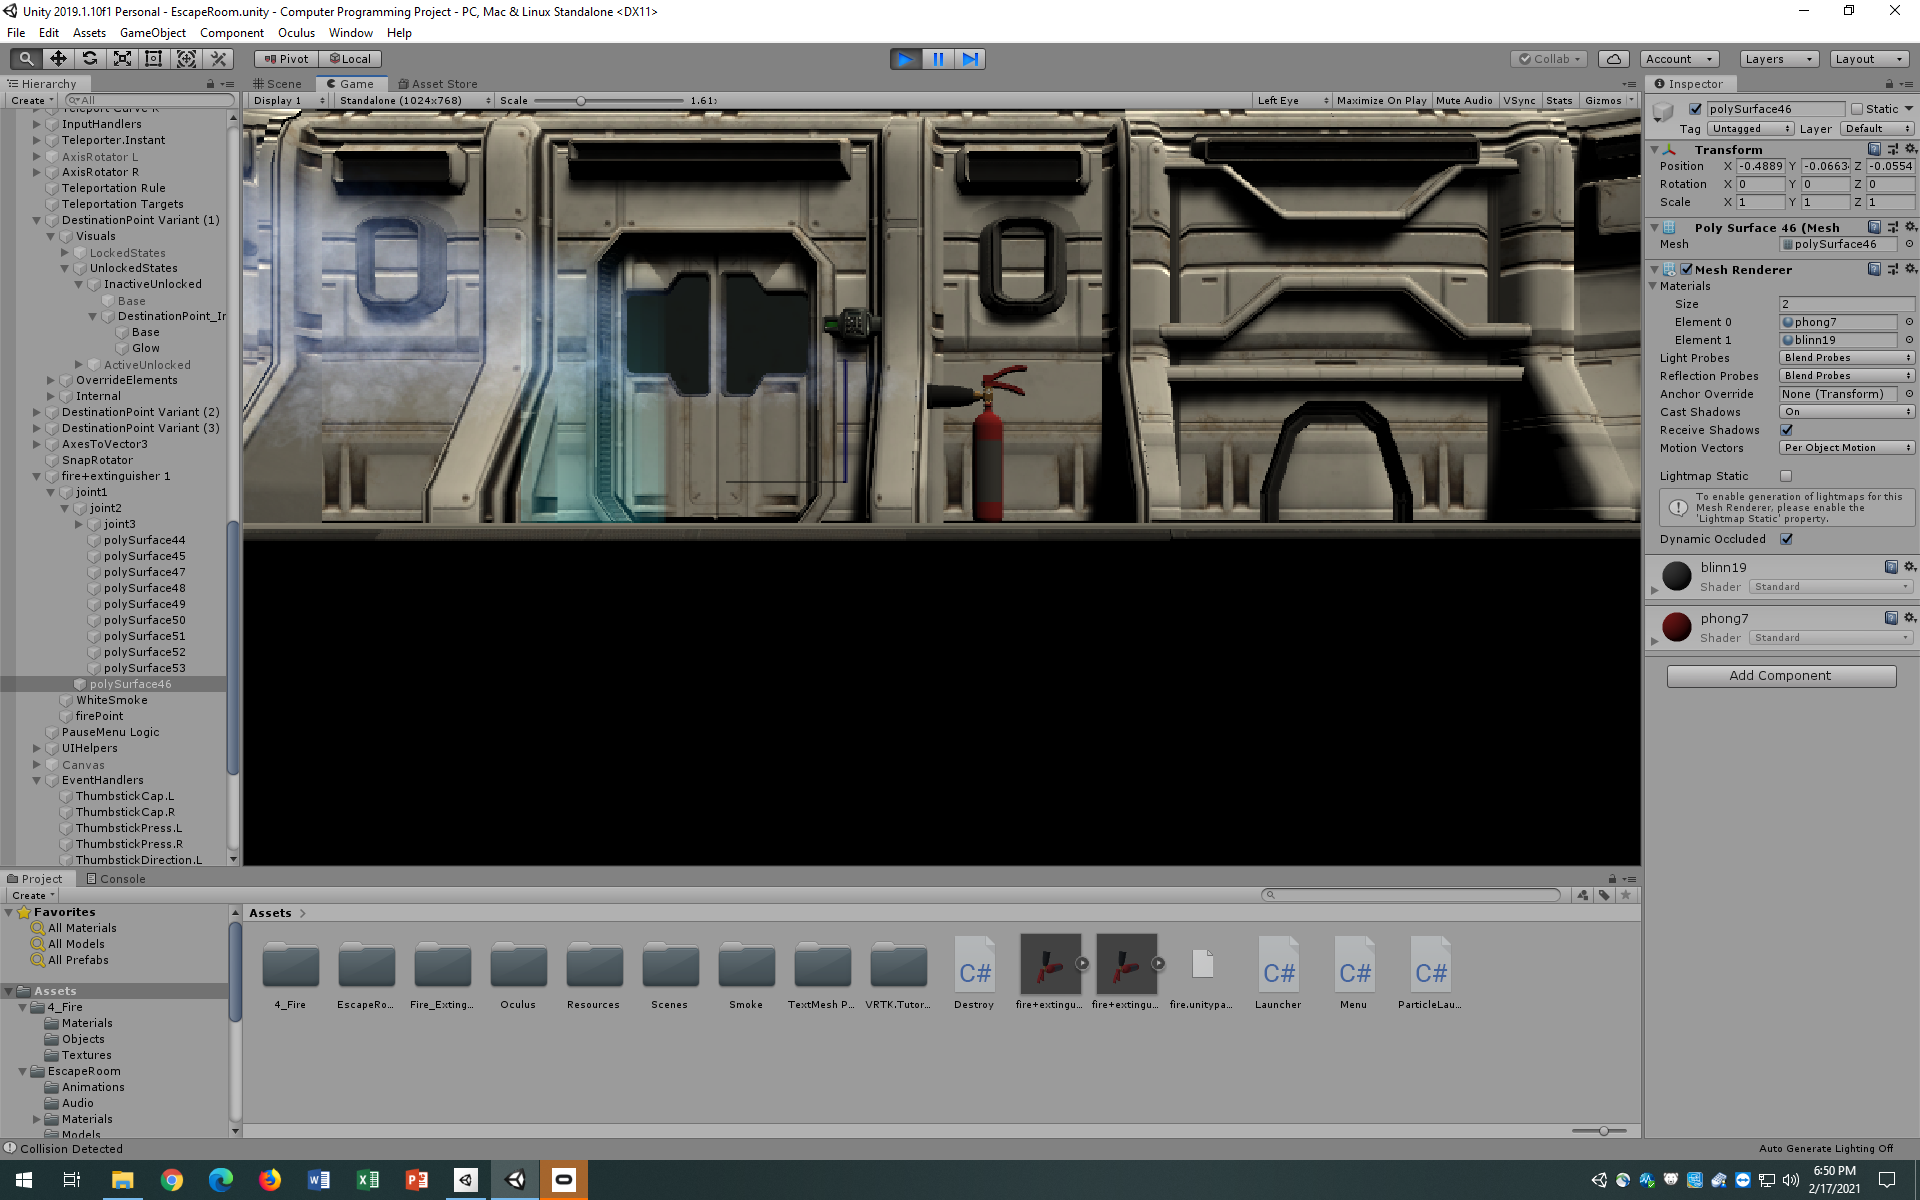 Unity 2019.1.10f1 Personal - EscapeRoom.unity - Computer Programming Project - PC, Mac & Linux Standalone <DX11>
File Edit Assets GameObject Component Oculus Window Help
Pivot Local Collab Account Layers Layout
Hierarchy
Create All
InputHandlers
Teleporter.Instant
AxisRotator L
AxisRotator R
Teleportation Rule
Teleportation Targets
DestinationPoint Variant (1)
Visuals
LockedStates
UnlockedStates
InactiveUnlocked
Base
DestinationPoint_Ir
Base
Glow
ActiveUnlocked
OverrideElements
Internal
DestinationPoint Variant (2)
DestinationPoint Variant (3)
AxesToVector3
SnapRotator
fire+extinguisher 1
joint1
joint2
joint3
polySurface44
polySurface45
polySurface47
polySurface48
polySurface49
polySurface50
polySurface51
polySurface52
polySurface53
polySurface46
WhiteSmoke
firePoint
PauseMenu Logic
UIHelpers
Canvas
EventHandlers
ThumbstickCap.L
ThumbstickCap.R
ThumbstickPress.L
ThumbstickPress.R
ThumbstickDirection.L
Scene Game Asset Store
Display 1 Standalone (1024x768) Scale 1.61 Left Eye Maximize On Play Mute Audio VSync Stats Gizmos
Inspector
polySurface46 Static
Tag Untagged Layer Default
Transform
Position X -0.4889 Y -0.0663 Z -0.0554
Rotation X 0 Y 0 Z 0
Scale X 1 Y 1 Z 1
Poly Surface 46 (Mesh
Mesh polySurface46
Mesh Renderer
Materials
Size 2
Element 0 phong7
Element 1 blinn19
Light Probes Blend Probes
Reflection Probes Blend Probes
Anchor Override None (Transform)
Cast Shadows On
Receive Shadows
Motion Vectors Per Object Motion
Lightmap Static
To enable generation of lightmaps for this
Mesh Renderer, please enable the
'Lightmap Static' property.
Dynamic Occluded
blinn19
Shader Standard
phong7
Shader Standard
Add Component
Project Console
Create
Favorites
All Materials
All Models
All Prefabs
Assets
4_Fire
Materials
Objects
Textures
EscapeRoom
Animations
Audio
Materials
Models
Assets
4_Fire EscapeRo... Fire_Exting... Oculus Resources Scenes Smoke TextMesh P... VRTK.Tutor... Destroy fire+extingu... fire+extingu... fire.unitypa... Launcher Menu ParticleLau...
C# C# C# C#
Collision Detected
Auto Generate Lighting Off
6:50 PM
2/17/2021